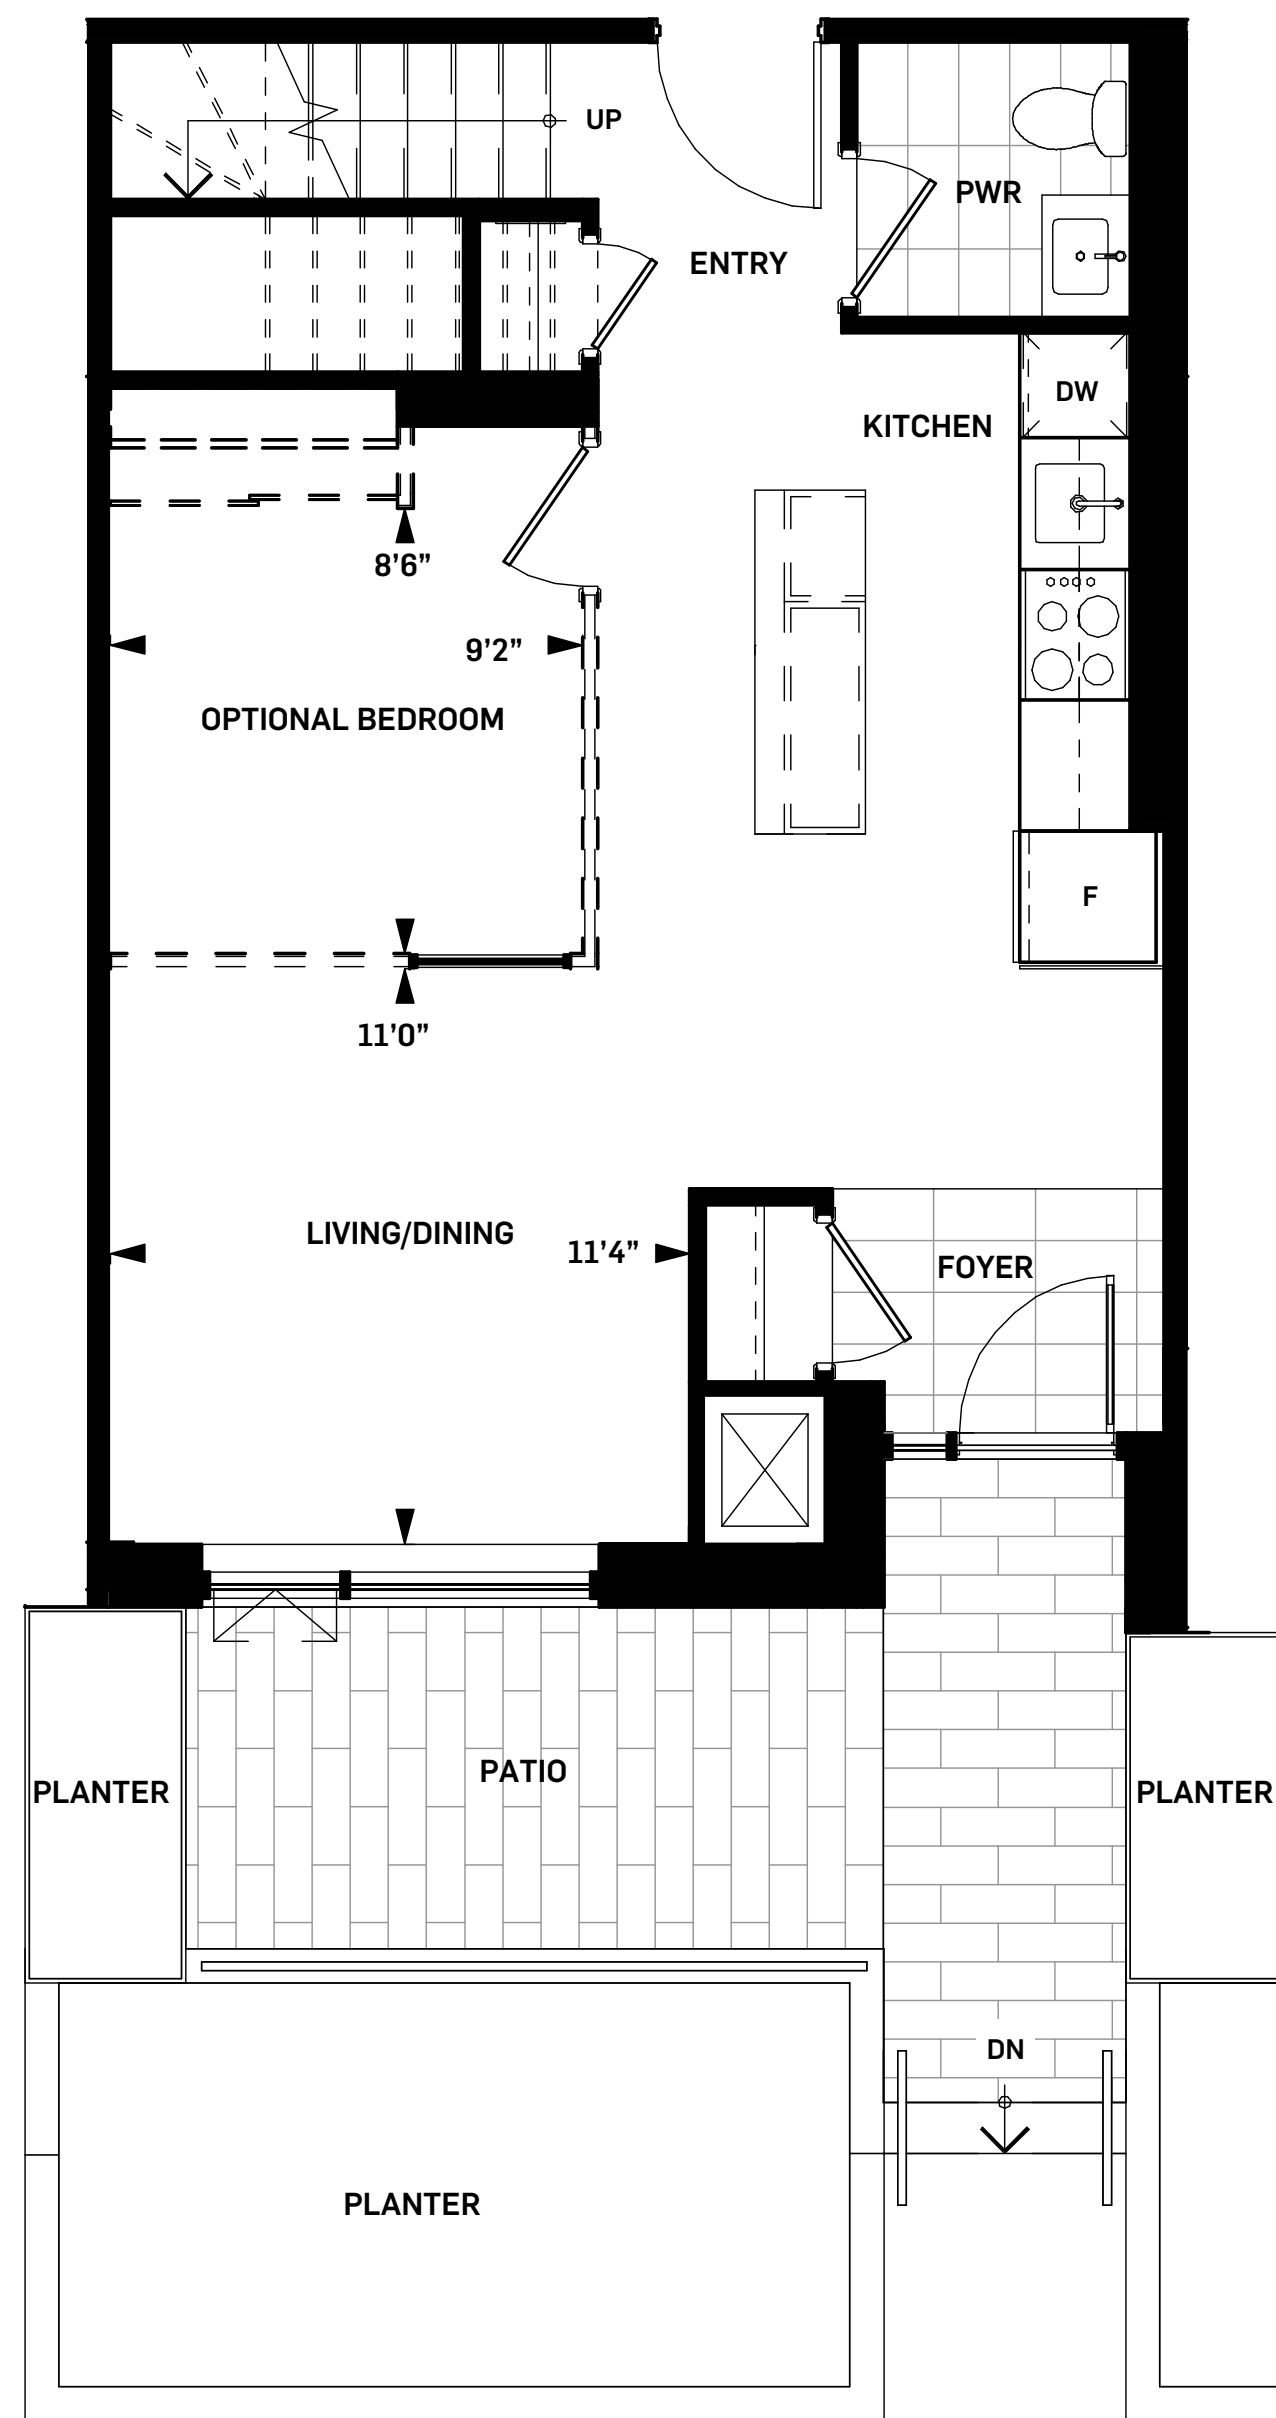 UP
PWR
ENTRY
DW
KITCHEN
8’6”
9’2”
OPTIONAL BEDROOM
F
11’0”
LIVING/DINING
11’4”
FOYER
PATIO
PLANTER
PLANTER
DN
PLANTER